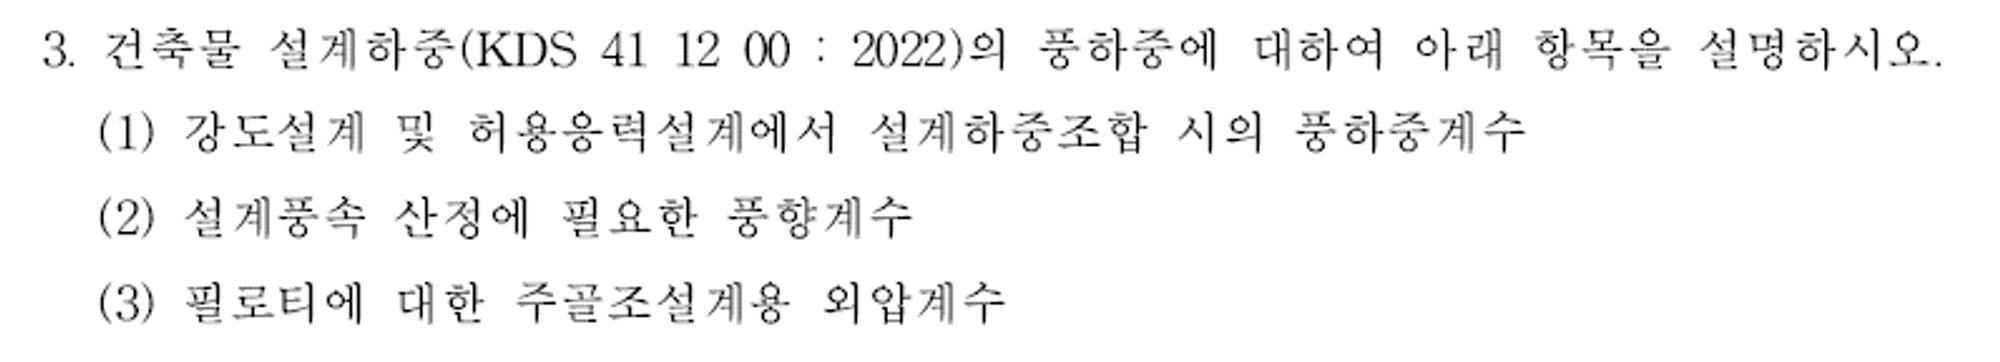 3. 건축물 설계하중(KDS 41 12 00 : 2022)의 풍하중에 대하여 아래 항목을 설명하시오.
(1) 강도설계 및 허용응력설계에서 설계하중조합 시의 풍하중계수
(2) 설계풍속 산정에 필요한 풍향계수
(3) 필로티에 대한 주골조설계용 외압계수